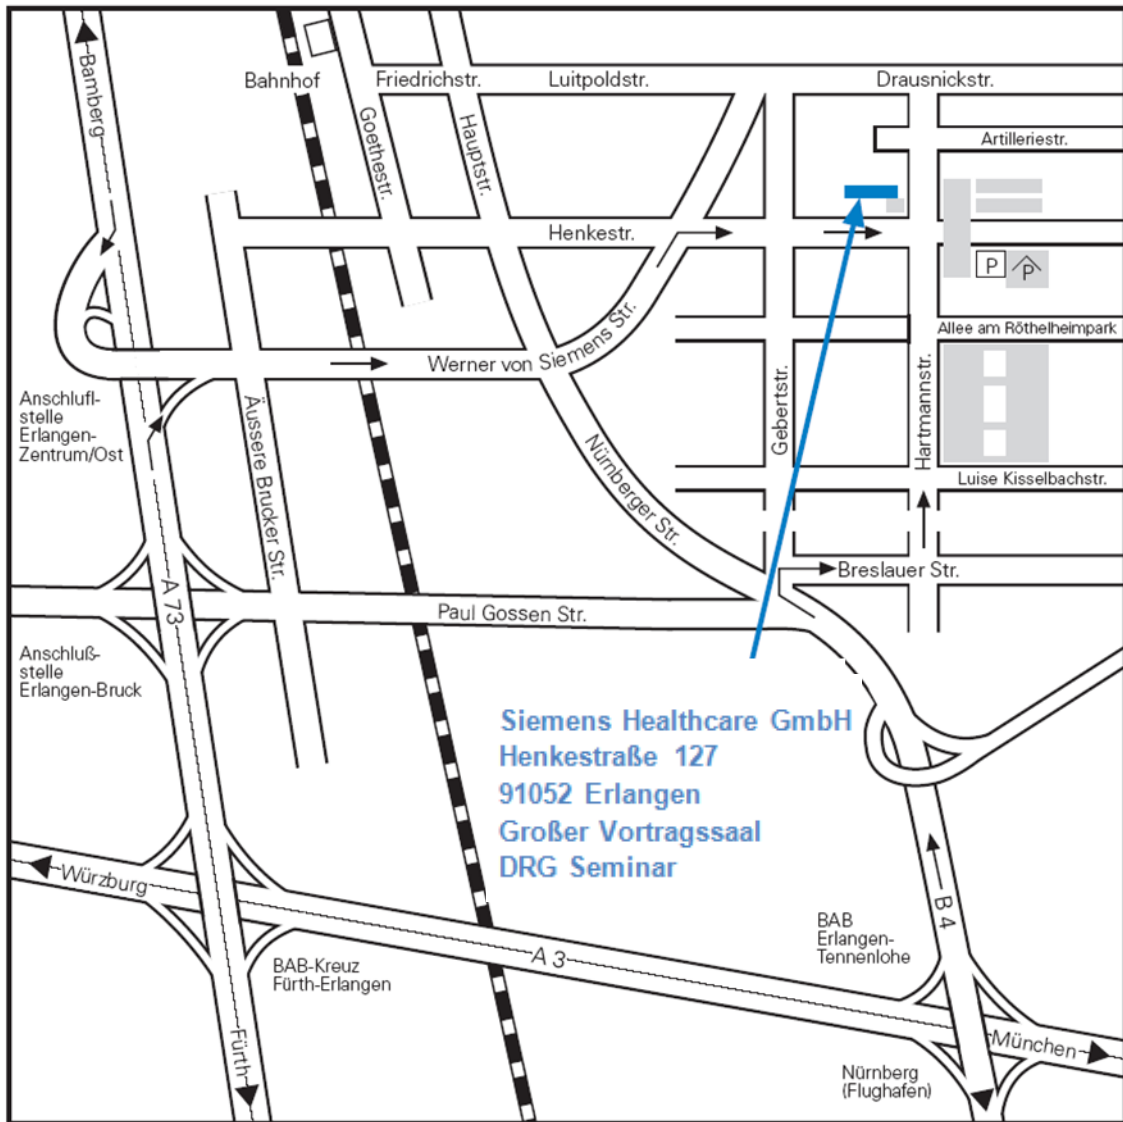 Bamberg
Bahnhof
Friedrichstr.
Luitpoldstr.
Drausnickstr.
Goethestr.
Hauptstr.
Artilleriestr.
Henkestr.
P
P
Allee am Röthelheimpark
Werner von Siemens Str.
Anschlufl-
stelle
Erlangen-
Zentrum/Ost
Äussere Brucker Str.
Gebertstr.
Hartmannstr.
Nürnberger Str.
Luise Kisselbachstr.
Breslauer Str.
A 73
Paul Gossen Str.
Anschluß-
stelle
Erlangen-Bruck
Siemens Healthcare GmbH
Henkestraße 127
91052 Erlangen
Großer Vortragssaal
DRG Seminar
Würzburg
B 4
BAB
Erlangen-
Tennenlohe
A 3
BAB-Kreuz
Fürth-Erlangen
Fürth
München
Nürnberg
(Flughafen)